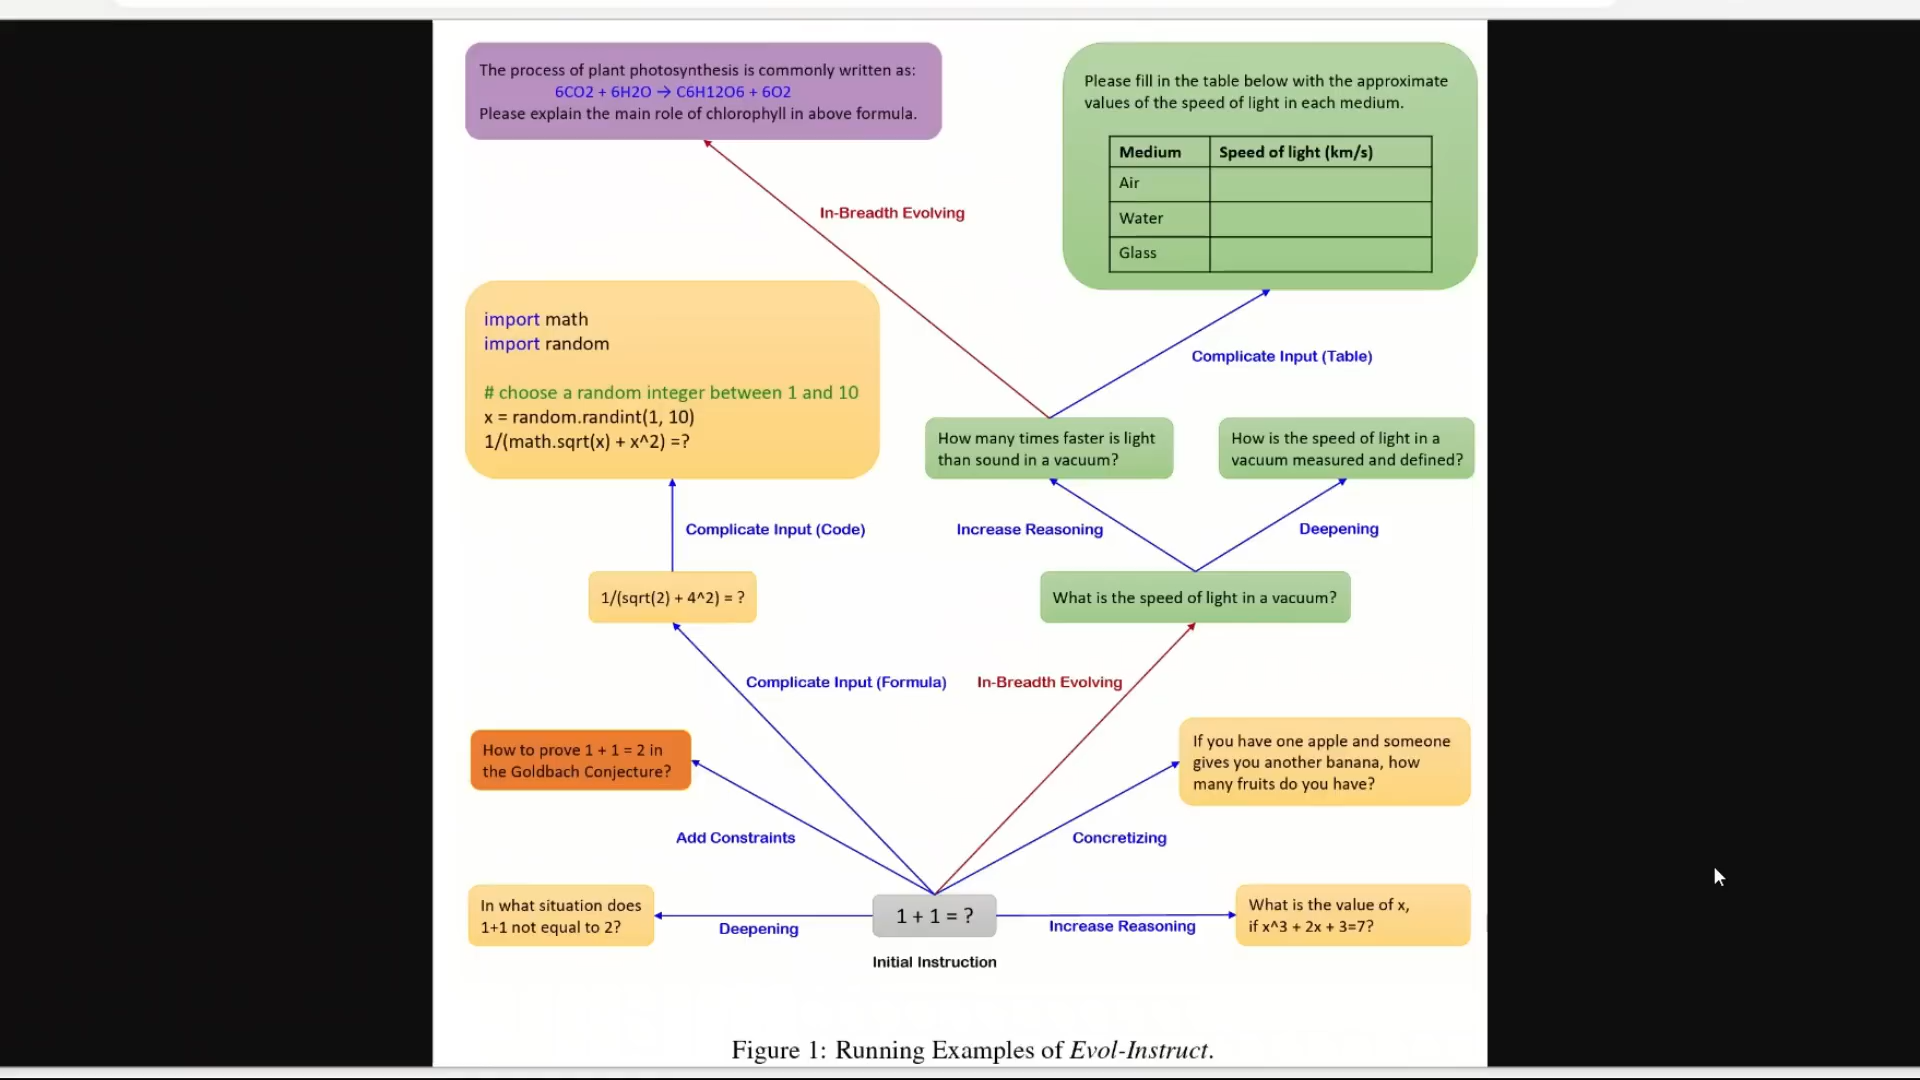 The process of plant photosynthesis is commonly written as:
6CO2 + 6H2O → C6H12O6 + 6O2
Please explain the main role of chlorophyll in above formula.
Please fill in the table below with the approximate
values of the speed of light in each medium.
Medium Speed of light (km/s)
Air
Water
Glass
In-Breadth Evolving
import math
import random
# choose a random integer between 1 and 10
x = random.randint(1, 10)
1/(math.sqrt(x) + x^2) =?
Complicate Input (Table)
How many times faster is light
than sound in a vacuum?
How is the speed of light in a
vacuum measured and defined?
Complicate Input (Code)
Increase Reasoning
Deepening
1/(sqrt(2) + 4^2) = ?
What is the speed of light in a vacuum?
Complicate Input (Formula)
In-Breadth Evolving
How to prove 1 + 1 = 2 in
the Goldbach Conjecture?
If you have one apple and someone
gives you another banana, how
many fruits do you have?
Add Constraints
Concretizing
In what situation does
1+1 not equal to 2?
Deepening
1 + 1 = ?
Increase Reasoning
What is the value of x,
if x^3 + 2x + 3=7?
Initial Instruction
Figure 1: Running Examples of Evol-Instruct.